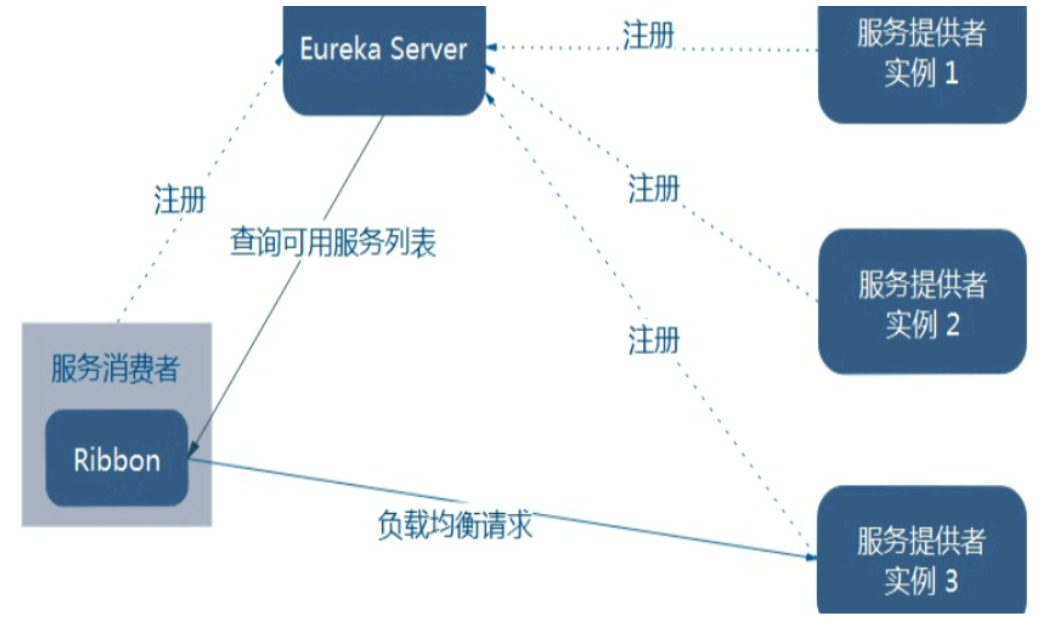 Eureka Server
注册
服务提供者
实例 1
注册
注册
查询可用服务列表
服务提供者
实例 2
注册
服务消费者
Ribbon
负载均衡请求
服务提供者
实例 3